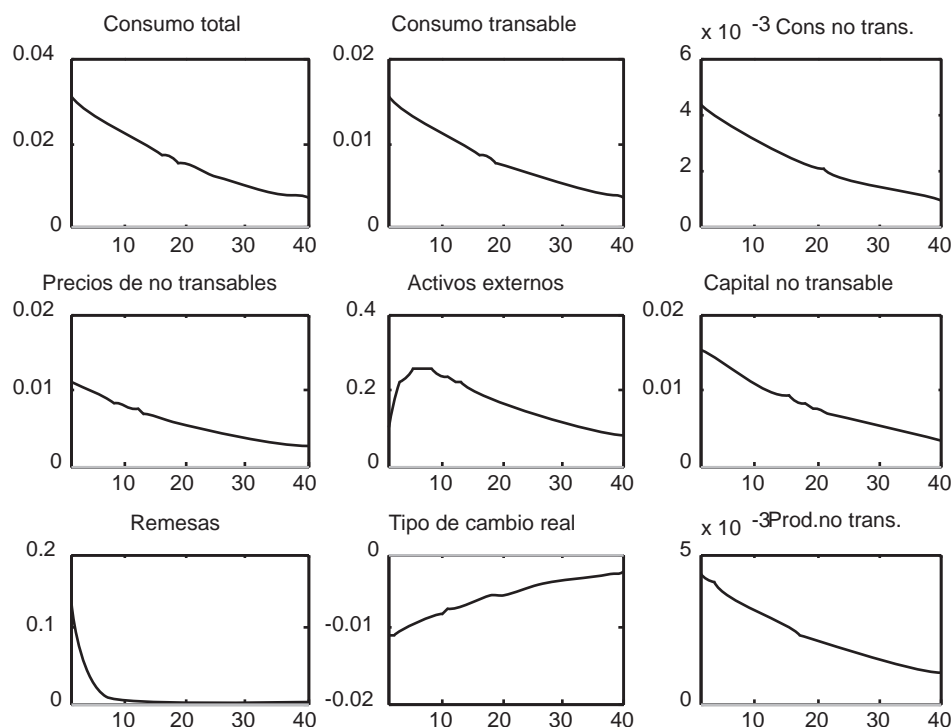 Consumo total
Consumo transable
x 10 -3 Cons no trans.
0.04
0.02
0
10 20 30 40
0.02
0.01
0
10 20 30 40
6
4
2
0
10 20 30 40
Precios de no transables
Activos externos
Capital no transable
0.02
0.01
0
10 20 30 40
0.4
0.2
0
10 20 30 40
0.02
0.01
0
10 20 30 40
Remesas
Tipo de cambio real
x 10 -3Prod.no trans.
0.2
0.1
0
10 20 30 40
0
-0.01
-0.02
10 20 30 40
5
0
10 20 30 40